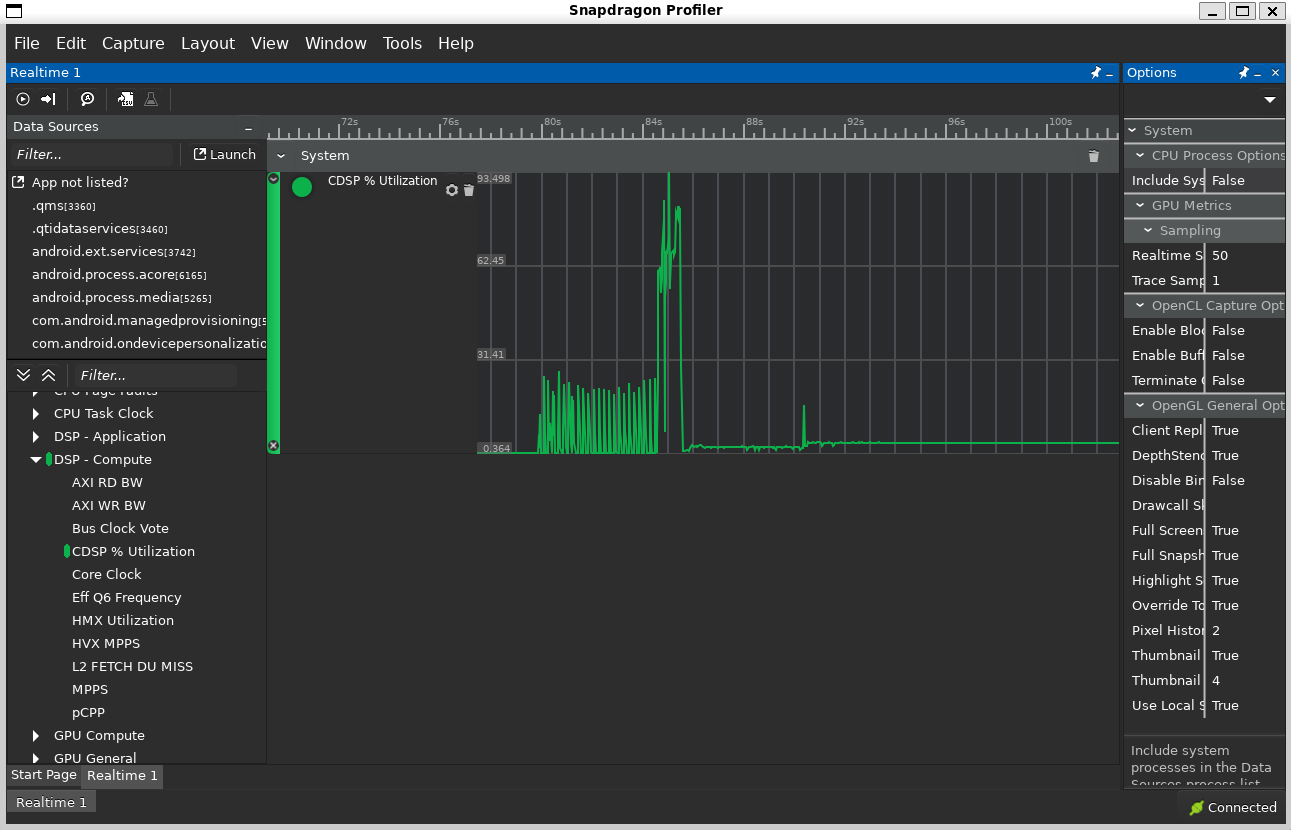 Snapdragon Profiler
File Edit Capture Layout View Window Tools Help
Realtime 1
Data Sources
Filter...
Launch
App not listed?
.qms[3360]
.qtidataservices[3460]
android.ext.services[3742]
android.process.acore[6165]
android.process.media[5265]
com.android.managedprovisioning[5
com.android.ondevicepersonalizatio
Filter...
CPU Page Faults
CPU Task Clock
DSP - Application
DSP - Compute
AXI RD BW
AXI WR BW
Bus Clock Vote
CDSP % Utilization
Core Clock
Eff Q6 Frequency
HMX Utilization
HVX MPPS
L2 FETCH DU MISS
MPPS
pCPP
GPU Compute
GPU General
72s 76s 80s 84s 88s 92s 96s 100s
System
CDSP % Utilization
93.498
62.45
31.41
0.364
Options
System
CPU Process Options
Include Sys False
GPU Metrics
Sampling
Realtime S 50
Trace Samp 1
OpenCL Capture Opt
Enable Bloc False
Enable Buff False
Terminate False
OpenGL General Opt
Client Repl True
DepthStenc True
Disable Bin False
Drawcall Sl
Full Screen True
Full Snapsh True
Highlight S True
Override To True
Pixel Histor 2
Thumbnail True
Thumbnail 4
Use Local S True
Include system
processes in the Data
Sources process list
Start Page Realtime 1
Realtime 1
Connected